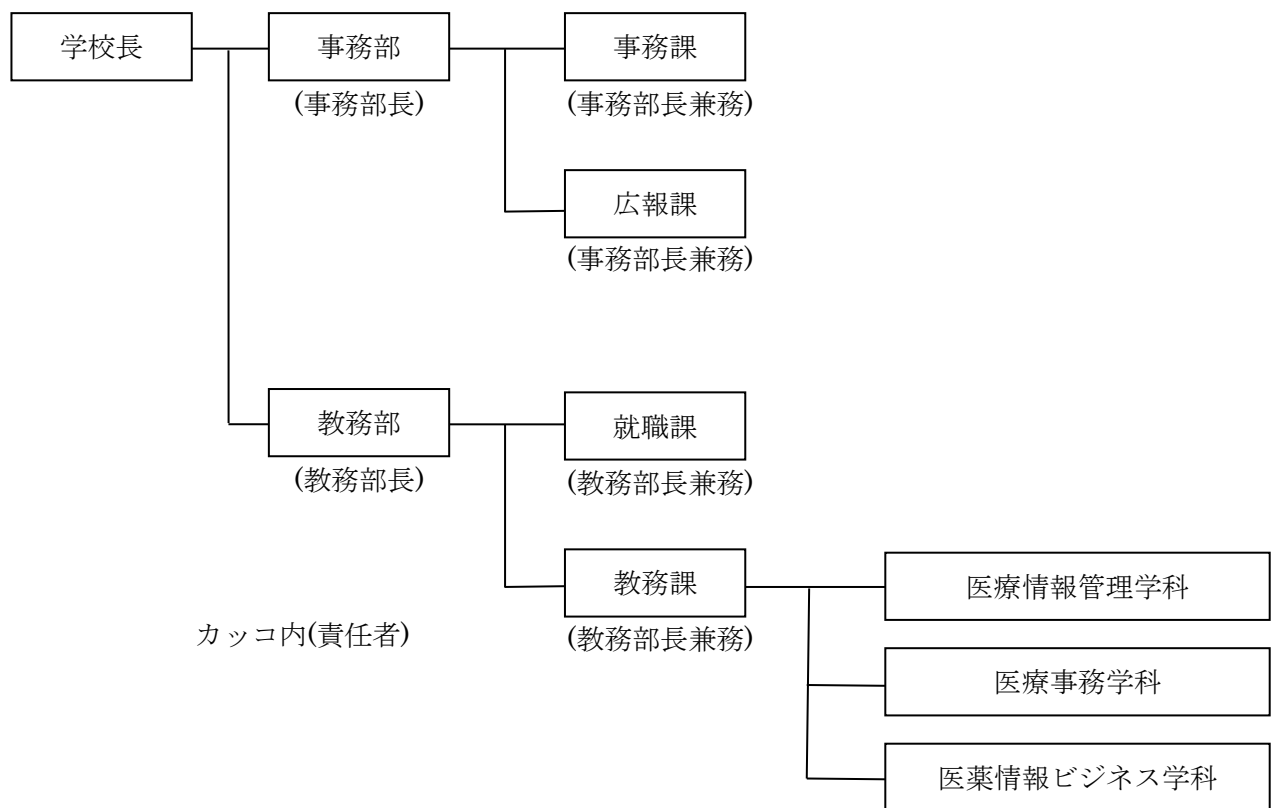 学校長
事務部
(事務部長)
事務課
(事務部長兼務)
広報課
(事務部長兼務)
教務部
(教務部長)
就職課
(教務部長兼務)
教務課
(教務部長兼務)
医療情報管理学科
医療事務学科
医薬情報ビジネス学科
カッコ内(責任者)